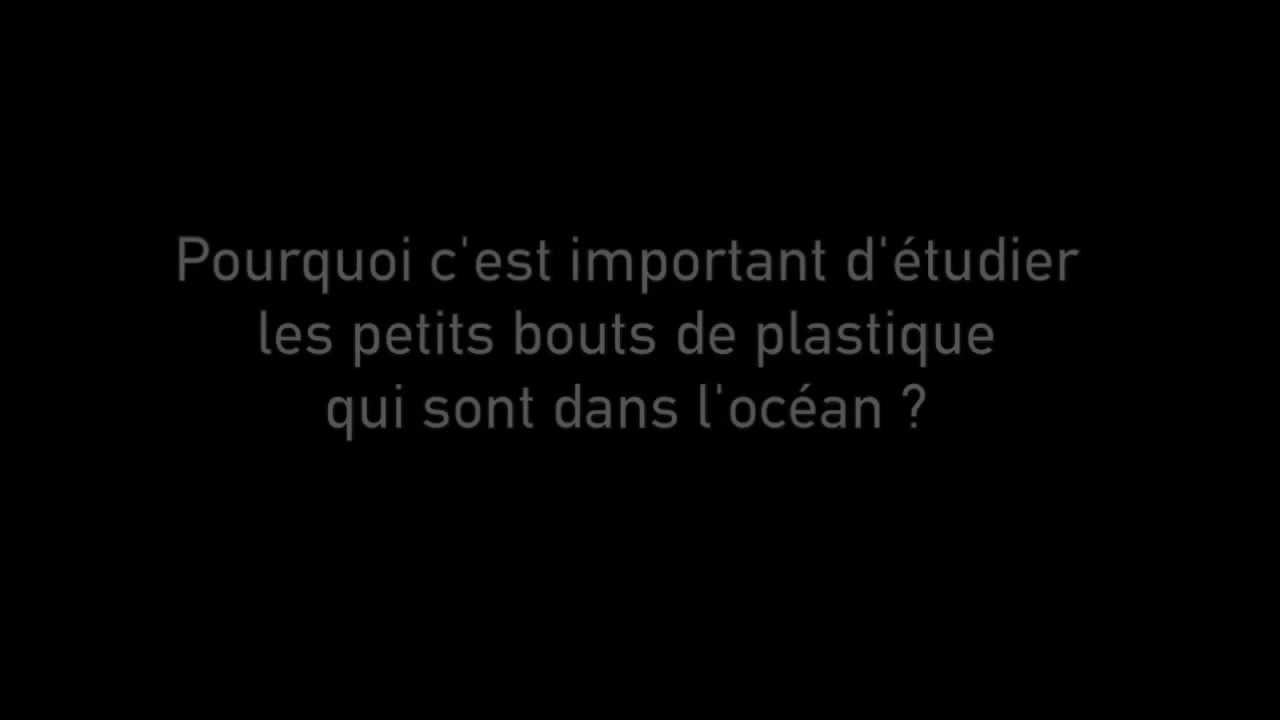 Pourquoi c'est important d'étudier
les petits bouts de plastique
qui sont dans l'océan ?